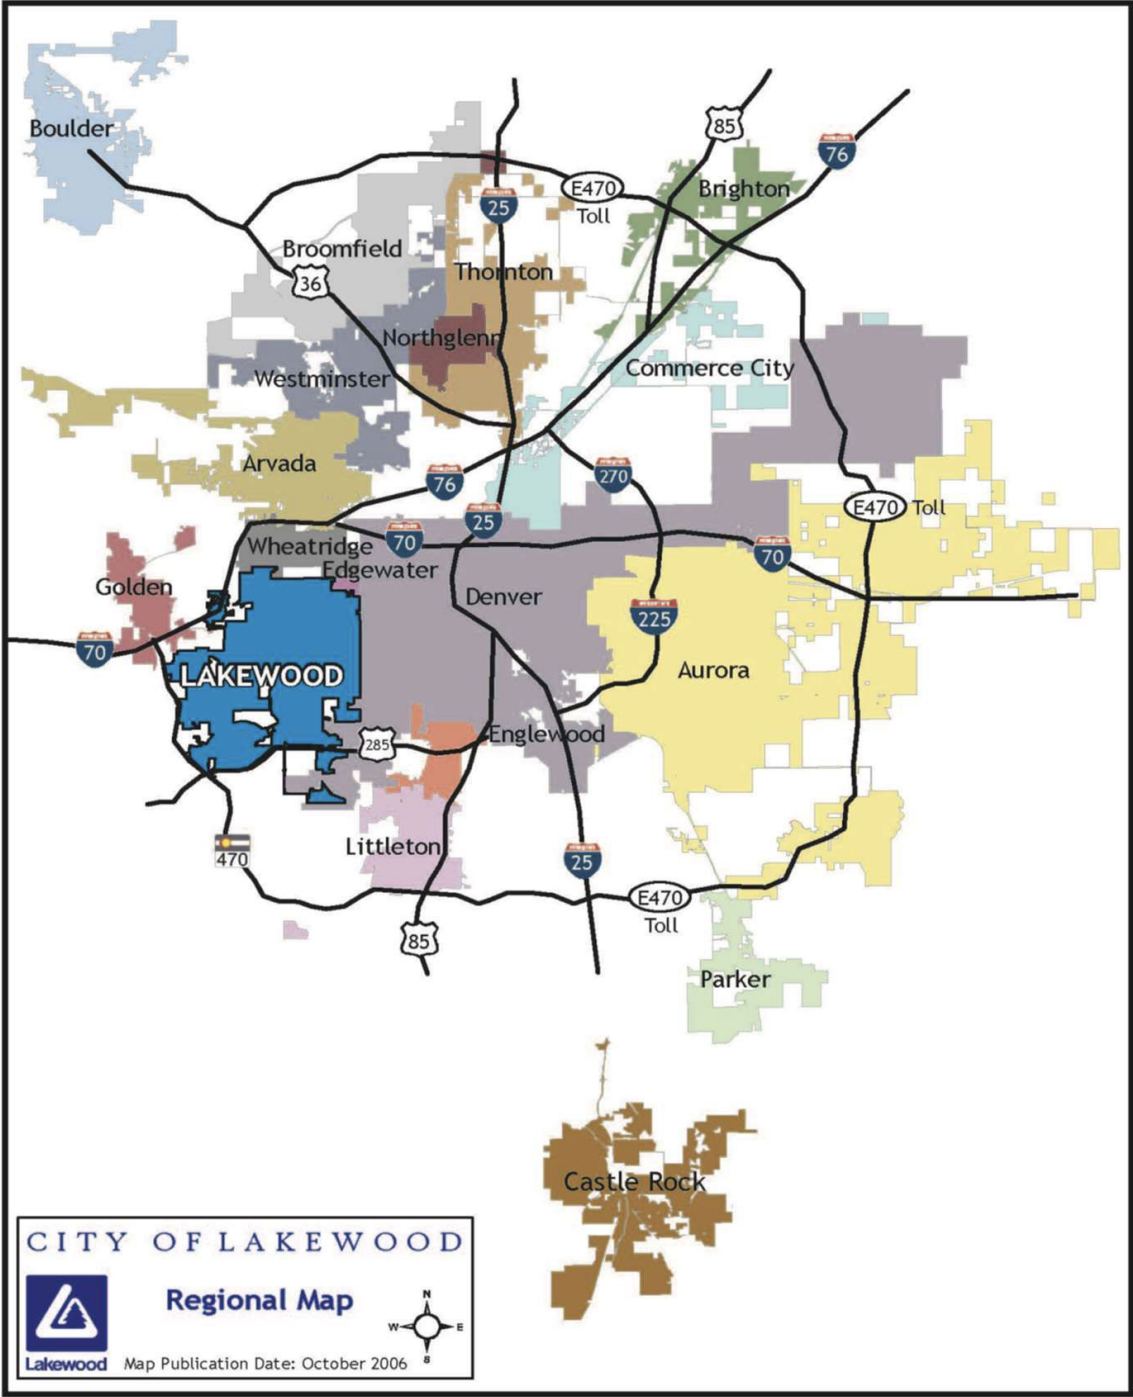 Boulder
85
76
Brighton
E470
Toll
25
Broomfield
36
Thornton
Northglenn
Westminster
Commerce City
Arvada
76
270
E470 Toll
25
70
Wheatridge
Edgewater
70
Golden
Denver
225
70
LAKEWOOD
Aurora
285
Englewood
Littleton
470
25
E470
Toll
85
Parker
Castle Rock
CITY OF LAKEWOOD
Regional Map
N
W E
S
Lakewood
Map Publication Date: October 2006